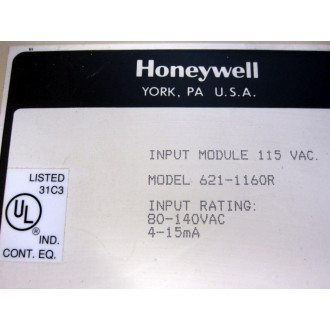 Honeywell
YORK, PA U.S.A.
INPUT MODULE 115 VAC.
MODEL 621-1160R
INPUT RATING:
80-140VAC
4-15mA
LISTED
31C3
UL
®
IND.
CONT. EQ.